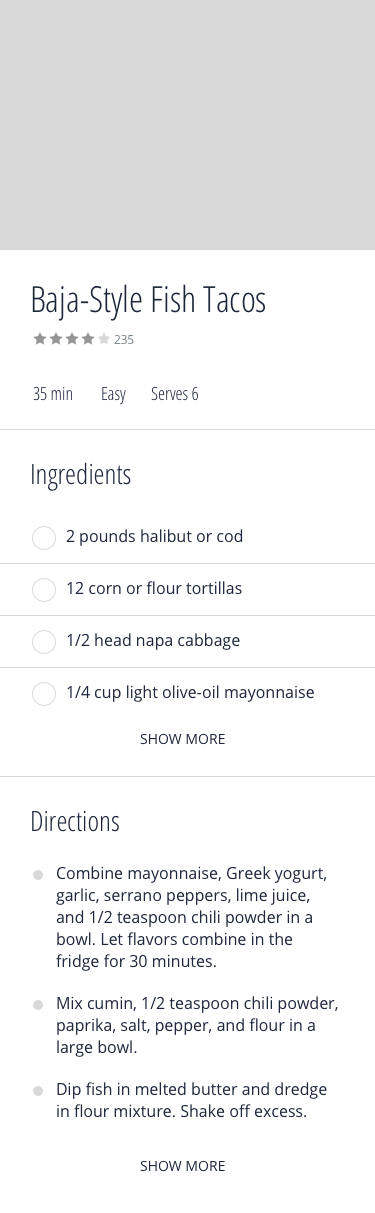 Baja-Style Fish Tacos
235
35 min Easy Serves 6
Ingredients
2 pounds halibut or cod
12 corn or flour tortillas
1/2 head napa cabbage
1/4 cup light olive-oil mayonnaise
SHOW MORE
Directions
Combine mayonnaise, Greek yogurt,
garlic, serrano peppers, lime juice,
and 1/2 teaspoon chili powder in a
bowl. Let flavors combine in the
fridge for 30 minutes.
Mix cumin, 1/2 teaspoon chili powder,
paprika, salt, pepper, and flour in a
large bowl.
Dip fish in melted butter and dredge
in flour mixture. Shake off excess.
SHOW MORE